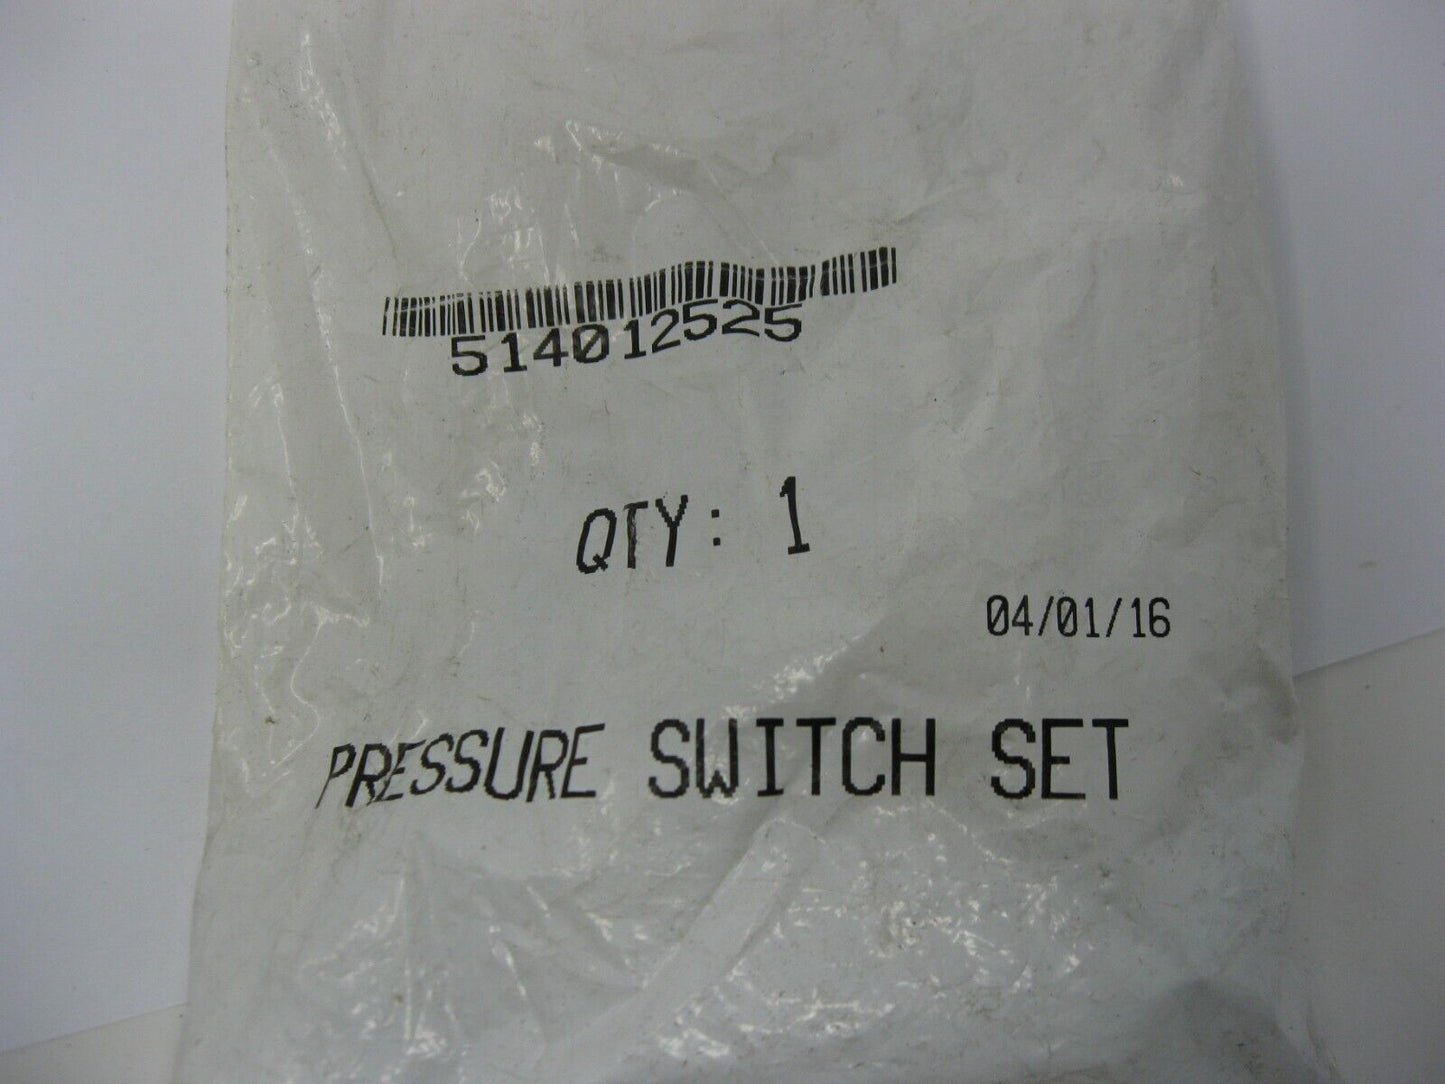 514012525
QTY: 1
04/01/16
PRESSURE SWITCH SET